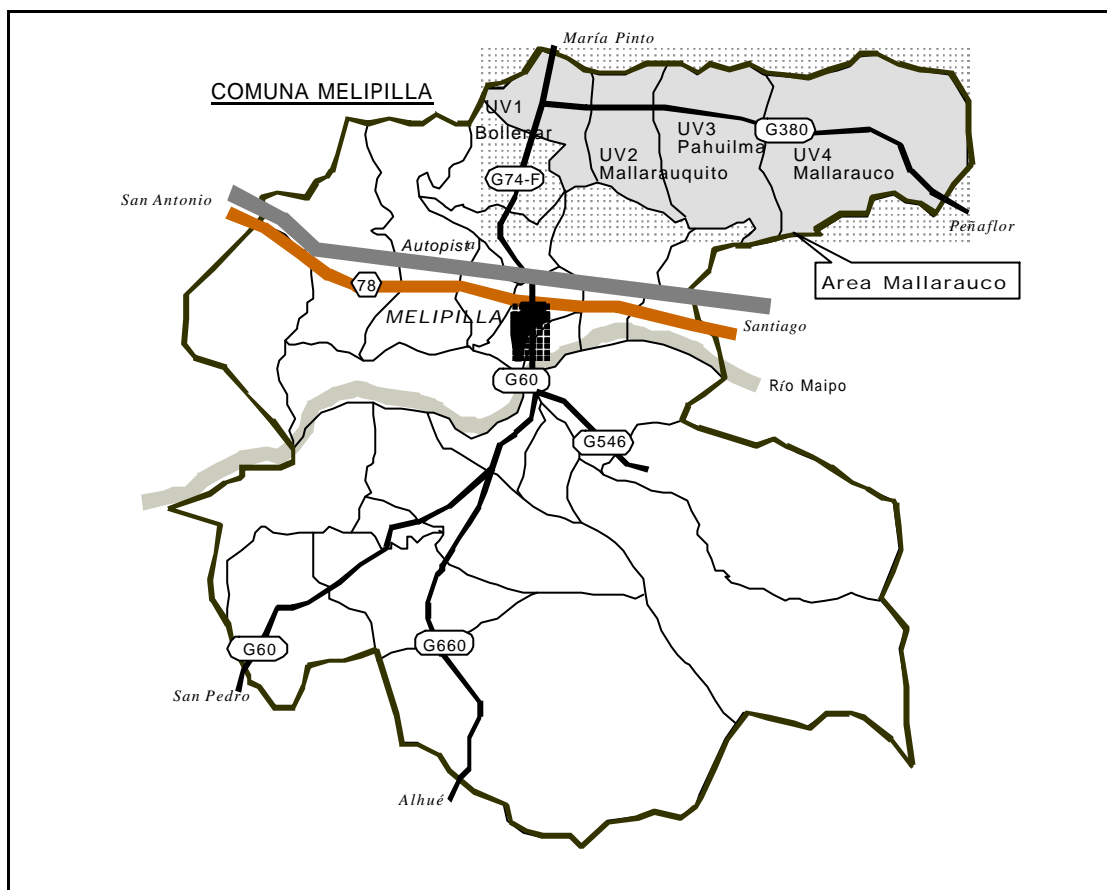 María Pinto
COMUNA MELIPILLA
UV1
Bollenar
UV3
Pahuilma
G380
UV2
Mallarauquito
UV4
Mallarauco
G74-F
San Antonio
Peñaflor
Autopista
Area Mallarauco
78
MELIPILLA
Santiago
G60
Río Maipo
G546
G60
G660
San Pedro
Alhué